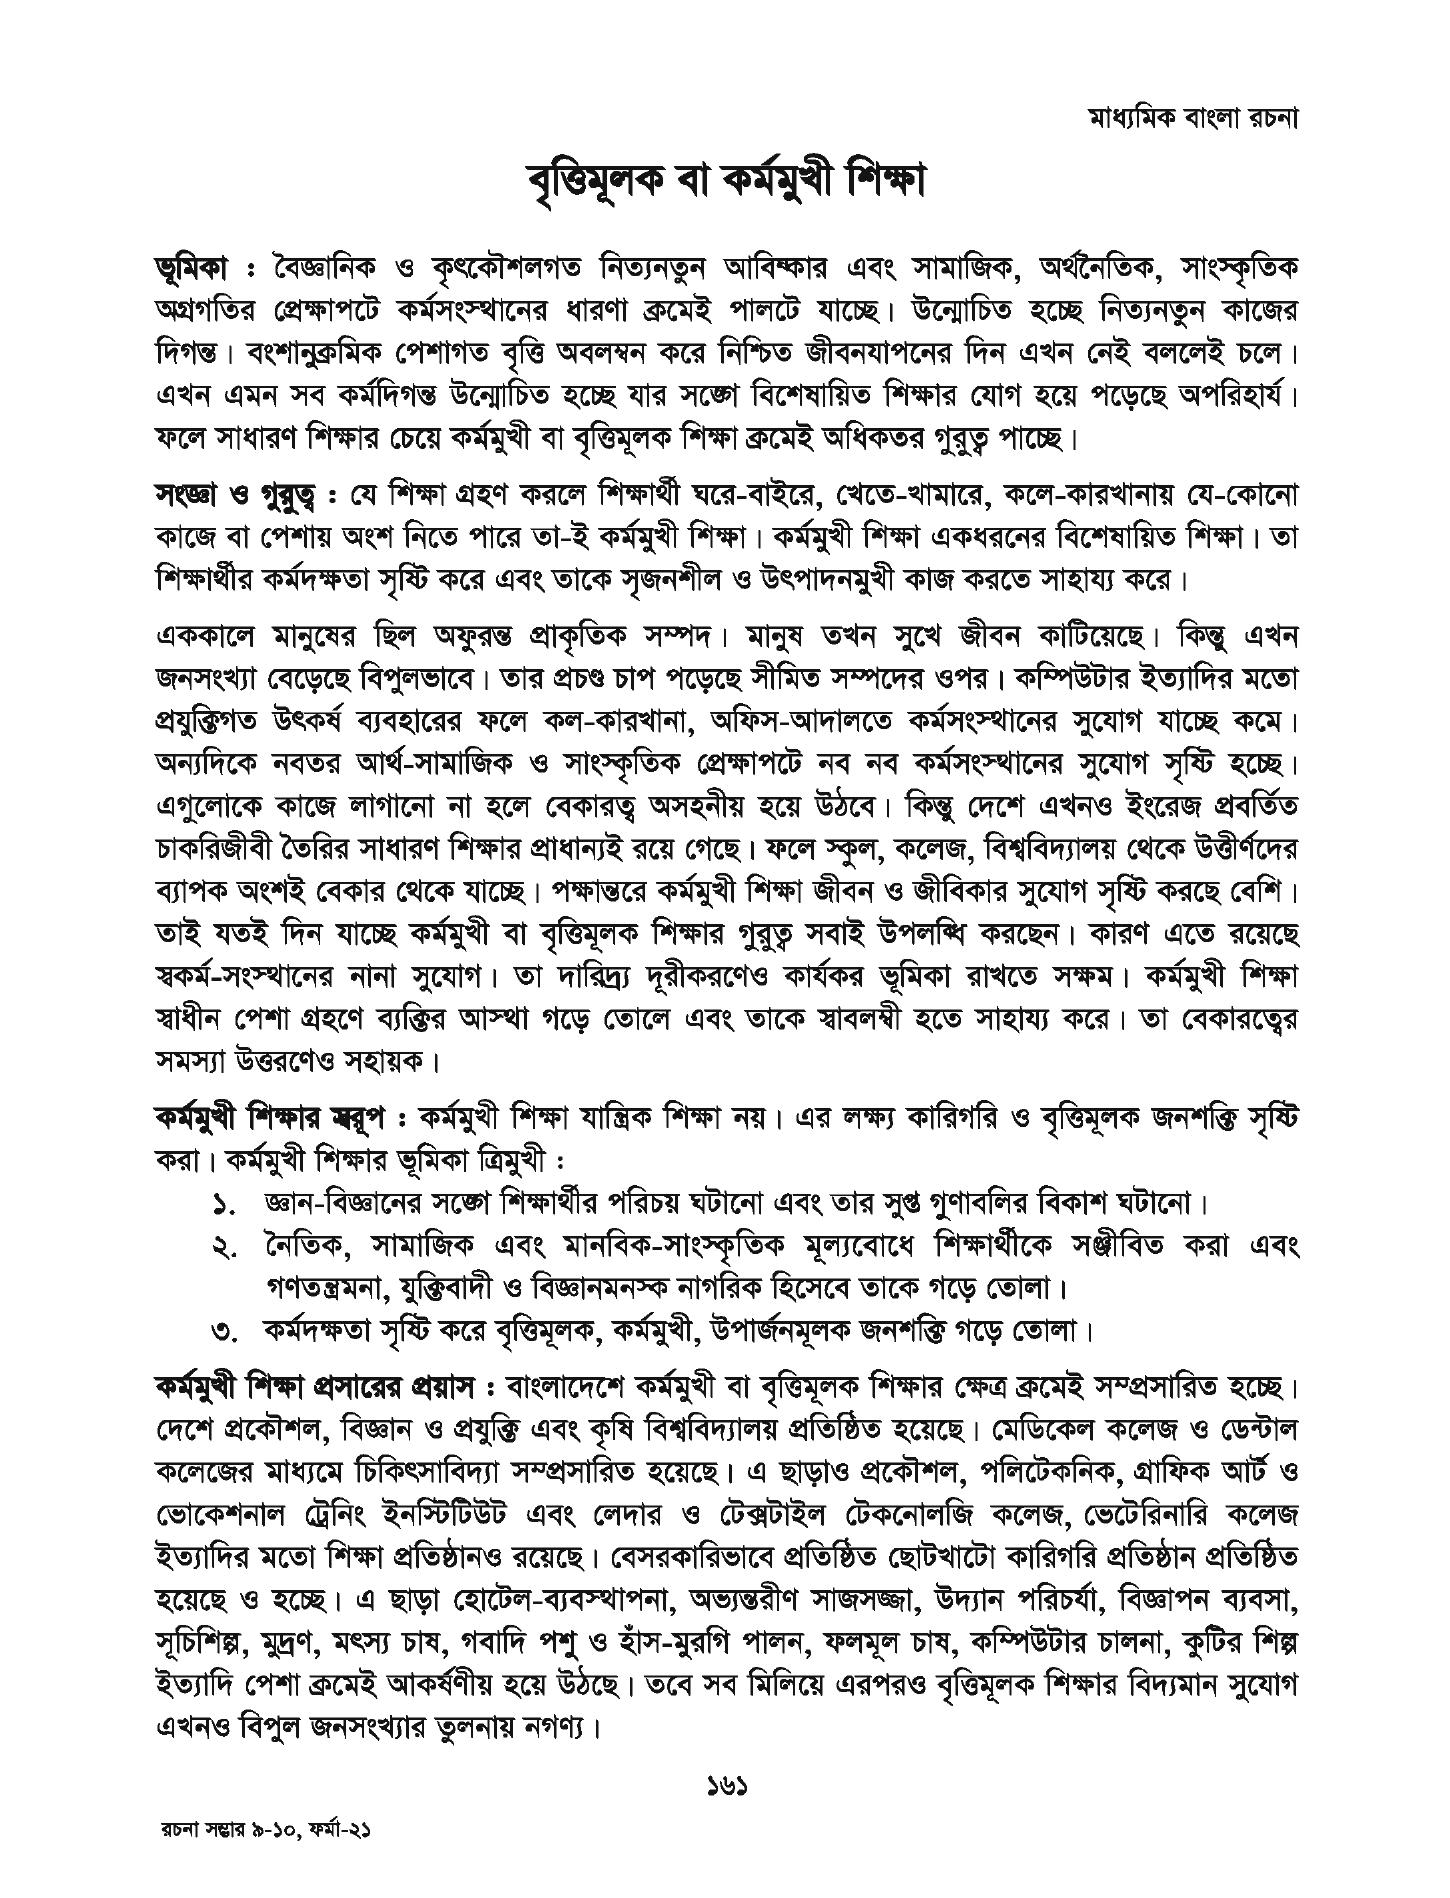 মাধ্যমিক বাংলা রচনা
বৃত্তিমূলক বা কর্মমুখী শিক্ষা
ভূমিকা : বৈজ্ঞানিক ও কৃৎকৌশলগত নিত্যনতুন আবিষ্কার এবং সামাজিক, অর্থনৈতিক, সাংস্কৃতিক
অগ্রগতির প্রেক্ষাপটে কর্মসংস্থানের ধারণা ক্রমেই পালটে যাচ্ছে। উন্মোচিত হচ্ছে নিত্যনতুন কাজের
দিগন্ত। বংশানুক্রমিক পেশাগত বৃত্তি অবলম্বন করে নিশ্চিত জীবনযাপনের দিন এখন নেই বললেই চলে।
এখন এমন সব কর্মদিগন্ত উন্মোচিত হচ্ছে যার সঙ্গে বিশেষায়িত শিক্ষার যোগ হয়ে পড়েছে অপরিহার্য।
ফলে সাধারণ শিক্ষার চেয়ে কর্মমুখী বা বৃত্তিমূলক শিক্ষা ক্রমেই অধিকতর গুরুত্ব পাচ্ছে।
সংজ্ঞা ও গুরুত্ব : যে শিক্ষা গ্রহণ করলে শিক্ষার্থী ঘরে-বাইরে, খেতে-খামারে, কলে-কারখানায় যে-কোনো
কাজে বা পেশায় অংশ নিতে পারে তা-ই কর্মমুখী শিক্ষা। কর্মমুখী শিক্ষা একধরনের বিশেষায়িত শিক্ষা। তা
শিক্ষার্থীর কর্মদক্ষতা সৃষ্টি করে এবং তাকে সৃজনশীল ও উৎপাদনমুখী কাজ করতে সাহায্য করে।
এককালে মানুষের ছিল অফুরন্ত প্রাকৃতিক সম্পদ। মানুষ তখন সুখে জীবন কাটিয়েছে। কিন্তু এখন
জনসংখ্যা বেড়েছে বিপুলভাবে। তার প্রচণ্ড চাপ পড়েছে সীমিত সম্পদের ওপর। কম্পিউটার ইত্যাদির মতো
প্রযুক্তিগত উৎকর্ষ ব্যবহারের ফলে কল-কারখানা, অফিস-আদালতে কর্মসংস্থানের সুযোগ যাচ্ছে কমে।
অন্যদিকে নবতর আর্থ-সামাজিক ও সাংস্কৃতিক প্রেক্ষাপটে নব নব কর্মসংস্থানের সুযোগ সৃষ্টি হচ্ছে।
এগুলোকে কাজে লাগানো না হলে বেকারত্ব অসহনীয় হয়ে উঠবে। কিন্তু দেশে এখনও ইংরেজ প্রবর্তিত
চাকরিজীবী তৈরির সাধারণ শিক্ষার প্রাধান্যই রয়ে গেছে। ফলে স্কুল, কলেজ, বিশ্ববিদ্যালয় থেকে উত্তীর্ণদের
ব্যাপক অংশই বেকার থেকে যাচ্ছে। পক্ষান্তরে কর্মমুখী শিক্ষা জীবন ও জীবিকার সুযোগ সৃষ্টি করছে বেশি।
তাই যতই দিন যাচ্ছে কর্মমুখী বা বৃত্তিমূলক শিক্ষার গুরুত্ব সবাই উপলব্ধি করছেন। কারণ এতে রয়েছে
স্বকর্ম-সংস্থানের নানা সুযোগ। তা দারিদ্র্য দূরীকরণেও কার্যকর ভূমিকা রাখতে সক্ষম। কর্মমুখী শিক্ষা
স্বাধীন পেশা গ্রহণে ব্যক্তির আস্থা গড়ে তোলে এবং তাকে স্বাবলম্বী হতে সাহায্য করে। তা বেকারত্বের
সমস্যা উত্তরণেও সহায়ক।
কর্মমুখী শিক্ষার স্বরূপ : কর্মমুখী শিক্ষা যান্ত্রিক শিক্ষা নয়। এর লক্ষ্য কারিগরি ও বৃত্তিমূলক জনশক্তি সৃষ্টি
করা। কর্মমুখী শিক্ষার ভূমিকা ত্রিমুখী :
১. জ্ঞান-বিজ্ঞানের সঙ্গে শিক্ষার্থীর পরিচয় ঘটানো এবং তার সুপ্ত গুণাবলির বিকাশ ঘটানো।
২. নৈতিক, সামাজিক এবং মানবিক-সাংস্কৃতিক মূল্যবোধে শিক্ষার্থীকে সঞ্জীবিত করা এবং
গণতন্ত্রমনা, যুক্তিবাদী ও বিজ্ঞানমনস্ক নাগরিক হিসেবে তাকে গড়ে তোলা।
৩. কর্মদক্ষতা সৃষ্টি করে বৃত্তিমূলক, কর্মমুখী, উপার্জনমূলক জনশক্তি গড়ে তোলা।
কর্মমুখী শিক্ষা প্রসারের প্রয়াস : বাংলাদেশে কর্মমুখী বা বৃত্তিমূলক শিক্ষার ক্ষেত্র ক্রমেই সম্প্রসারিত হচ্ছে।
দেশে প্রকৌশল, বিজ্ঞান ও প্রযুক্তি এবং কৃষি বিশ্ববিদ্যালয় প্রতিষ্ঠিত হয়েছে। মেডিকেল কলেজ ও ডেন্টাল
কলেজের মাধ্যমে চিকিৎসাবিদ্যা সম্প্রসারিত হয়েছে। এ ছাড়াও প্রকৌশল, পলিটেকনিক, গ্রাফিক আর্ট ও
ভোকেশনাল ট্রেনিং ইনস্টিটিউট এবং লেদার ও টেক্সটাইল টেকনোলজি কলেজ, ভেটেরিনারি কলেজ
ইত্যাদির মতো শিক্ষা প্রতিষ্ঠানও রয়েছে। বেসরকারিভাবে প্রতিষ্ঠিত ছোটখাটো কারিগরি প্রতিষ্ঠান প্রতিষ্ঠিত
হয়েছে ও হচ্ছে। এ ছাড়া হোটেল-ব্যবস্থাপনা, অভ্যন্তরীণ সাজসজ্জা, উদ্যান পরিচর্যা, বিজ্ঞাপন ব্যবসা,
সূচিশিল্প, মুদ্রণ, মৎস্য চাষ, গবাদি পশু ও হাঁস-মুরগি পালন, ফলমূল চাষ, কম্পিউটার চালনা, কুটির শিল্প
ইত্যাদি পেশা ক্রমেই আকর্ষণীয় হয়ে উঠছে। তবে সব মিলিয়ে এরপরও বৃত্তিমূলক শিক্ষার বিদ্যমান সুযোগ
এখনও বিপুল জনসংখ্যার তুলনায় নগণ্য।
১৬১
রচনা সম্ভার ৯-১০, ফর্মা-২১